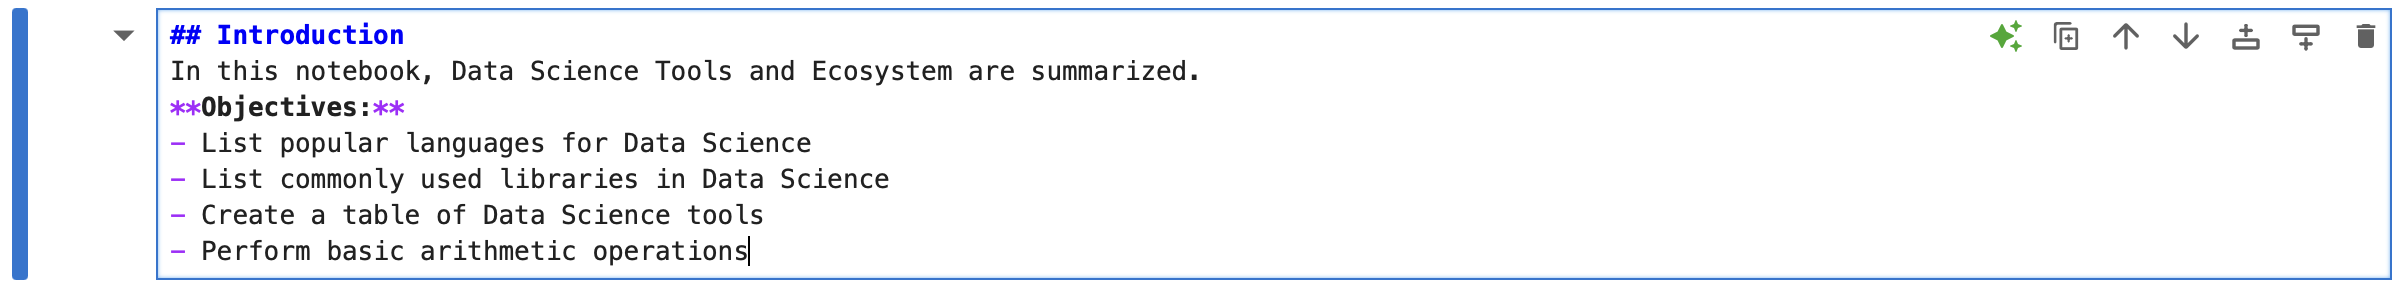 ## Introduction
In this notebook, Data Science Tools and Ecosystem are summarized.
**Objectives:**
- List popular languages for Data Science
- List commonly used libraries in Data Science
- Create a table of Data Science tools
- Perform basic arithmetic operations